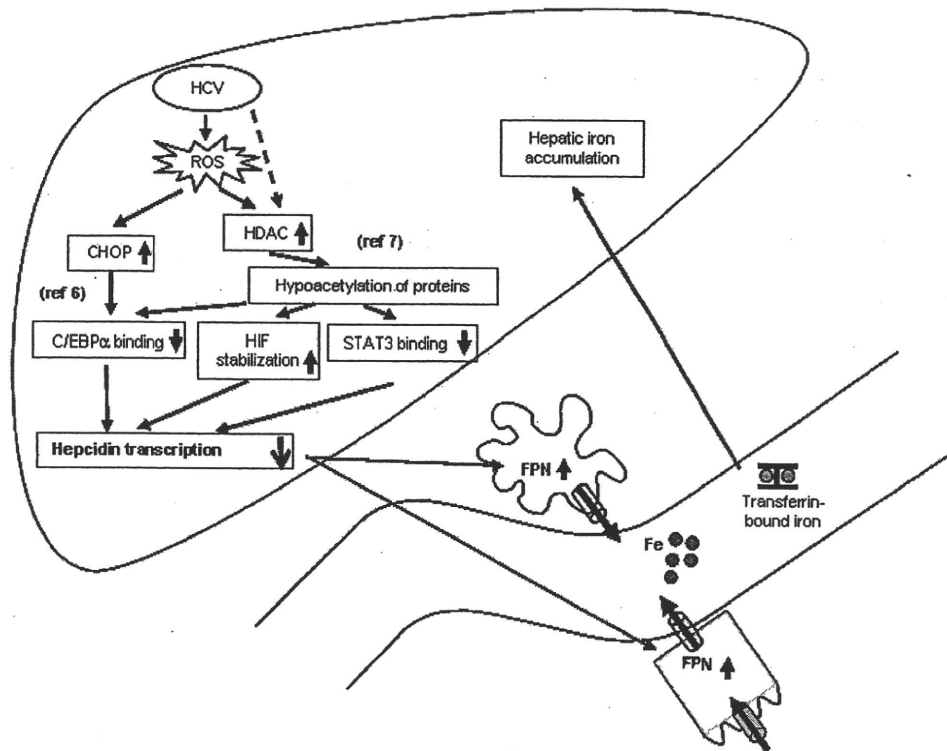 HCV
ROS
Hepatic iron
accumulation
HDAC
(ref 7)
CHOP
Hypoacetylation of proteins
(ref 6)
C/EBPα binding
HIF
stabilization
STAT3 binding
Hepcidin transcription
FPN
Transferrin-
bound iron
Fe
FPN